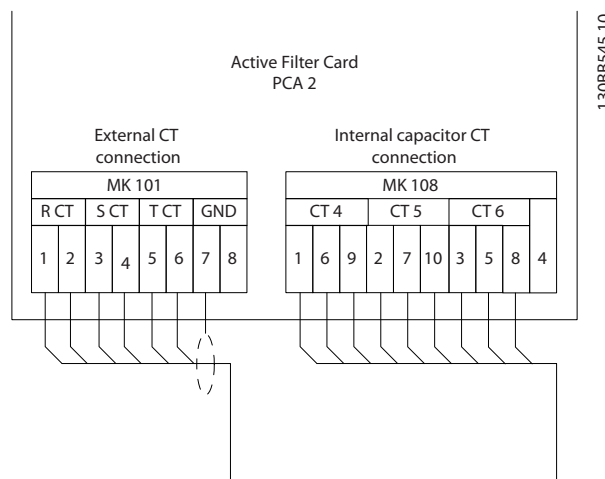 Active Filter Card
PCA 2
External CT
connection
MK 101
R CT S CT T CT GND
1 2 3 4 5 6 7 8
Internal capacitor CT
connection
MK 108
CT 4 CT 5 CT 6
1 6 9 2 7 10 3 5 8 4
130BB545.10